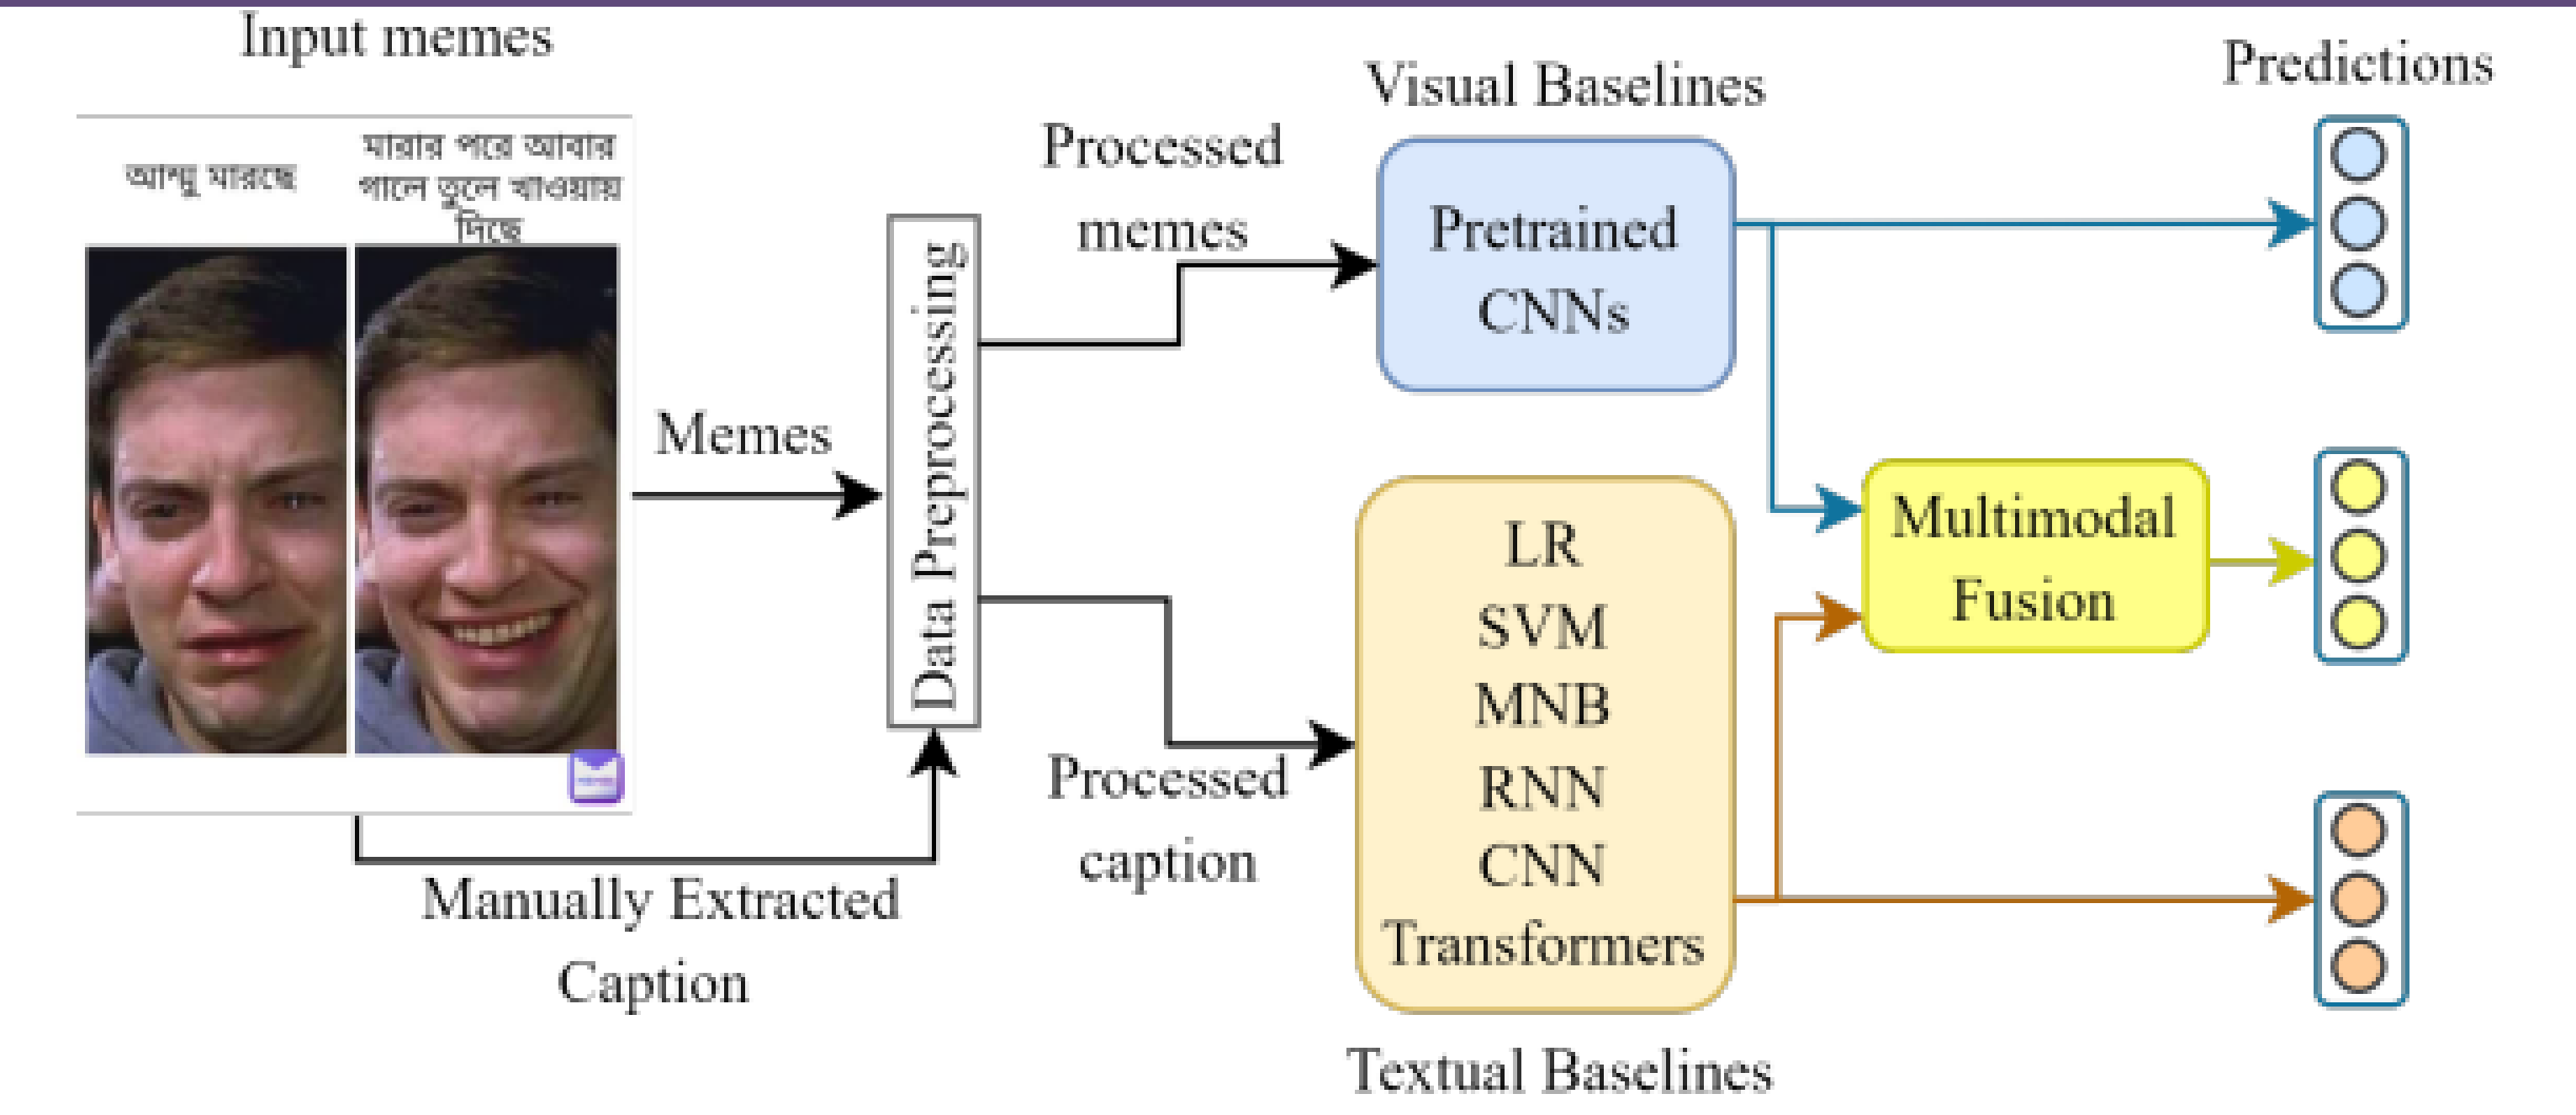 Input memes
আম্মু মারছে
মারার পরে আবার
গালে তুলে খাওয়ায়
দিছে
Memes
Manually Extracted
Caption
Data Preprocessing
Processed
memes
Processed
caption
Visual Baselines
Pretrained
CNNs
LR
SVM
MNB
RNN
CNN
Transformers
Textual Baselines
Multimodal
Fusion
Predictions